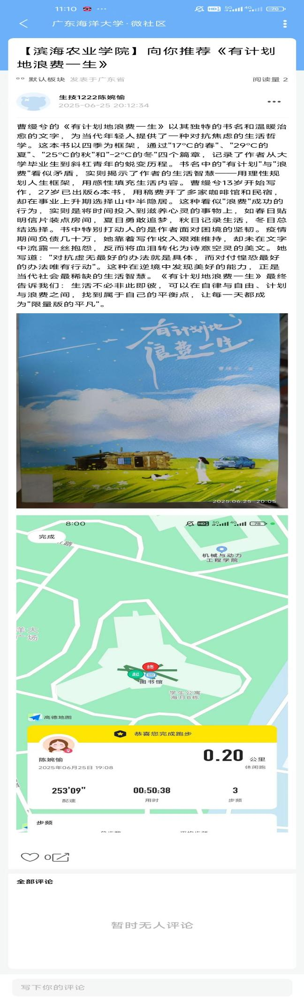 11:10 ···
HD 5G 4G 70
广东海洋大学·微社区
【滨海农业学院】向你推荐《有计划
地浪费一生》
默认板块 发表于广东省 阅读量 2
生技1222陈婉愉
2025-06-25 20:12:34
曹缦兮的《有计划地浪费一生》以其独特的书名和温暖治
愈的文字，为当代年轻人提供了一种对抗焦虑的生活哲
学。这本书以四季为框架，通过"17°C的春"、"29°C的
夏"、"25°C的秋"和"-2°C的冬"四个篇章，记录了作者从大
学毕业生到斜杠青年的蜕变历程。书名中的"有计划"与"浪
费"看似矛盾，实则揭示了作者的生活智慧——用理性规
划人生框架，用感性填充生活内容。曹缦兮13岁开始写
作，27岁已出版6本书，用稿费开了多家咖啡馆和民宿，
却在事业上升期选择山中半隐居。这种看似"浪费"成功的
行为，实则是将时间投入到滋养心灵的事物上，如春日贴
明信片装点房间，夏日勇敢追梦，秋日记录生活，冬日总
结选择。书中特别打动人的是作者面对困境的坚韧。疫情
期间负债几十万，她靠着写作收入艰难维持，却未在文字
中流露一丝抱怨，反而将血泪转化为诗意空灵的美文。她
写道："对抗虚无最好的办法就是具体，而对付惶恐最好
的办法唯有行动"。这种在逆境中发现美好的能力，正是
当代社会最稀缺的生活智慧。《有计划地浪费一生》最终
告诉我们：生活不必非此即彼，可以在自律与自由、计划
与浪费之间，找到属于自己的平衡点，让每一天都成
为"限量版的平凡"。
有计划地
浪费一生
曹缦兮 著
2025.06.25 20:05
8:00 HD 5G 4G 78
完成
路
机械与动力
工程学院
洋大
广场
终
起
图书馆
学生公寓
海月B栋
高德地图
恭喜您完成跑步
陈婉愉
0.20 公里
2025年06月25日 19:08
休闲跑
253'09" 00:50:38 3
配速 用时 步频
步频
总步数 平均步频
0
全部评论
暂时无人评论
写下你的评论